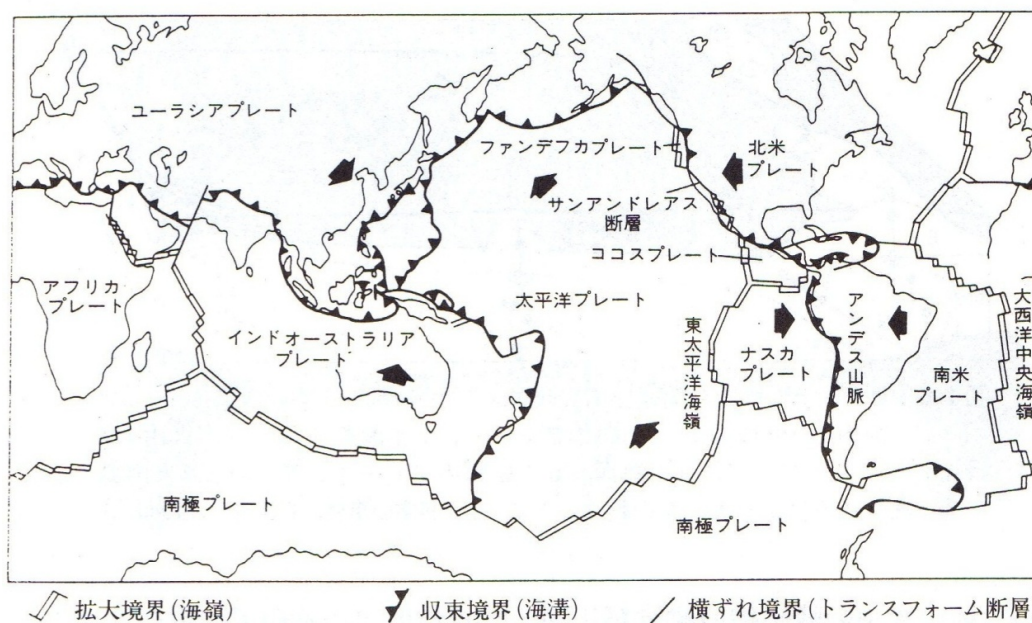 ユーラシアプレート
ファンデフカプレート
北米
プレート
サンアンドレアス
断層
ココスプレート
アフリカ
プレート
太平洋プレート
インドオーストラリア
プレート
東太平洋海嶺
ナスカ
プレート
アンデス山脈
南米
プレート
大西洋中央海嶺
南極プレート
南極プレート
拡大境界(海嶺)
収束境界(海溝)
横ずれ境界(トランスフォーム断層